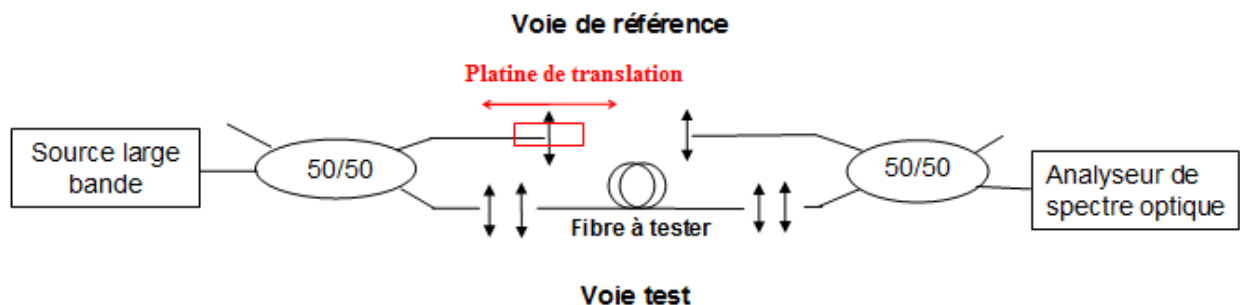 Voie de référence
Platine de translation
Source large
bande
50/50
50/50
Analyseur de
spectre optique
Fibre à tester
Voie test